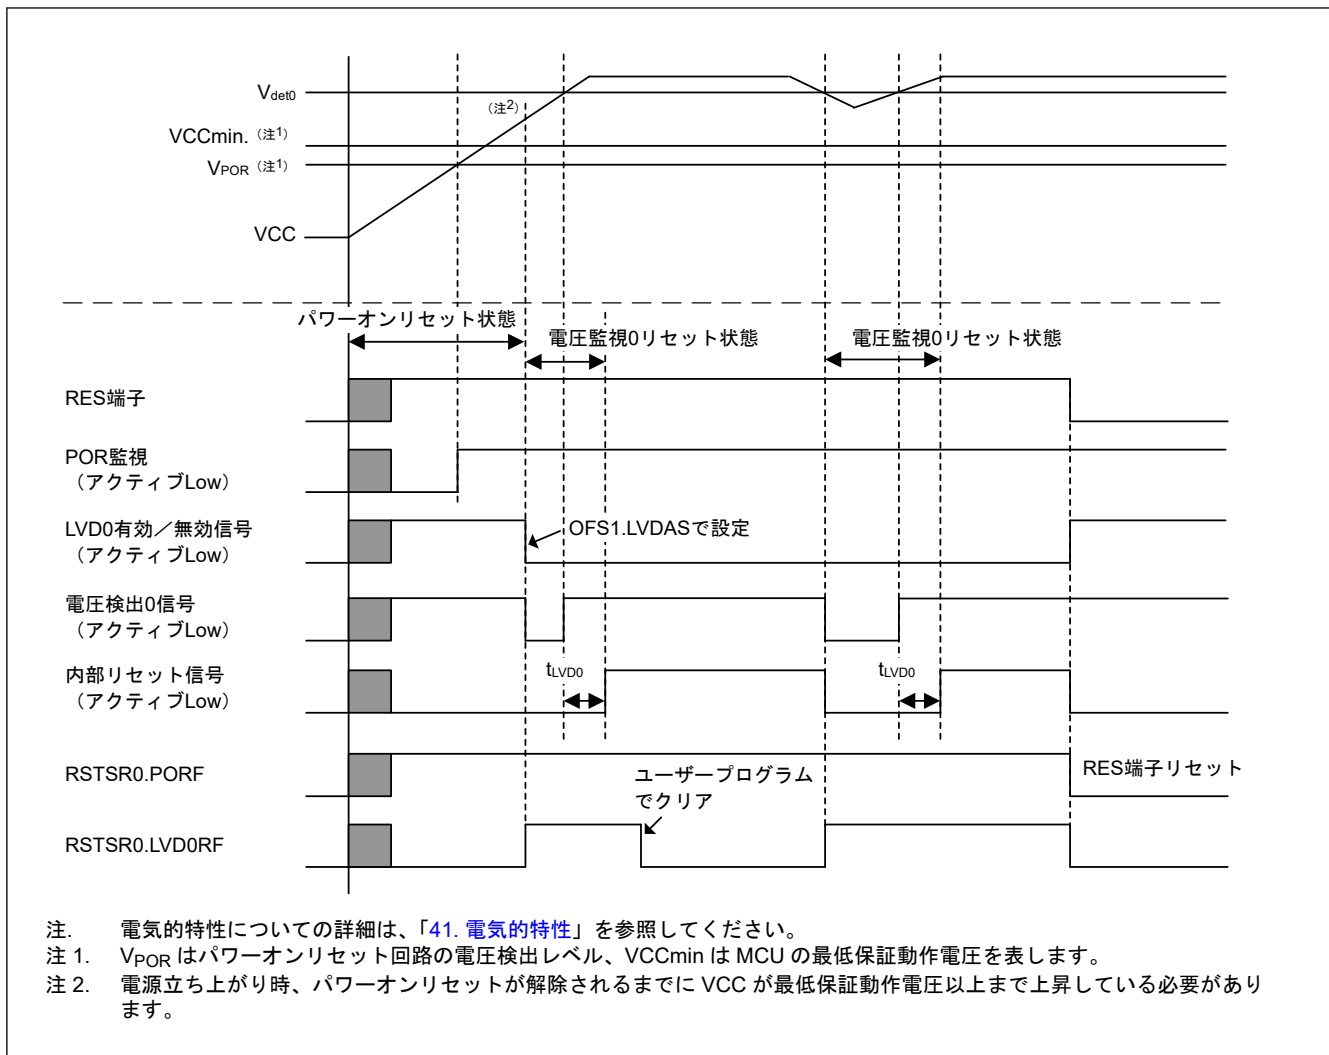 Vdet0
（注2）
VCCmin.（注1）
VPOR（注1）
VCC
パワーオンリセット状態
電圧監視0リセット状態
電圧監視0リセット状態
RES端子
POR監視
（アクティブLow）
LVD0有効／無効信号
（アクティブLow）
OFS1.LVDASで設定
電圧検出0信号
（アクティブLow）
内部リセット信号
（アクティブLow）
tLVD0
tLVD0
RSTSR0.PORF
ユーザープログラム
でクリア
RES端子リセット
RSTSR0.LVD0RF
注. 電気的特性についての詳細は、「41. 電気的特性」を参照してください。
注 1. VPOR はパワーオンリセット回路の電圧検出レベル、VCCmin は MCU の最低保証動作電圧を表します。
注 2. 電源立ち上がり時、パワーオンリセットが解除されるまでに VCC が最低保証動作電圧以上まで上昇している必要があり
ます。